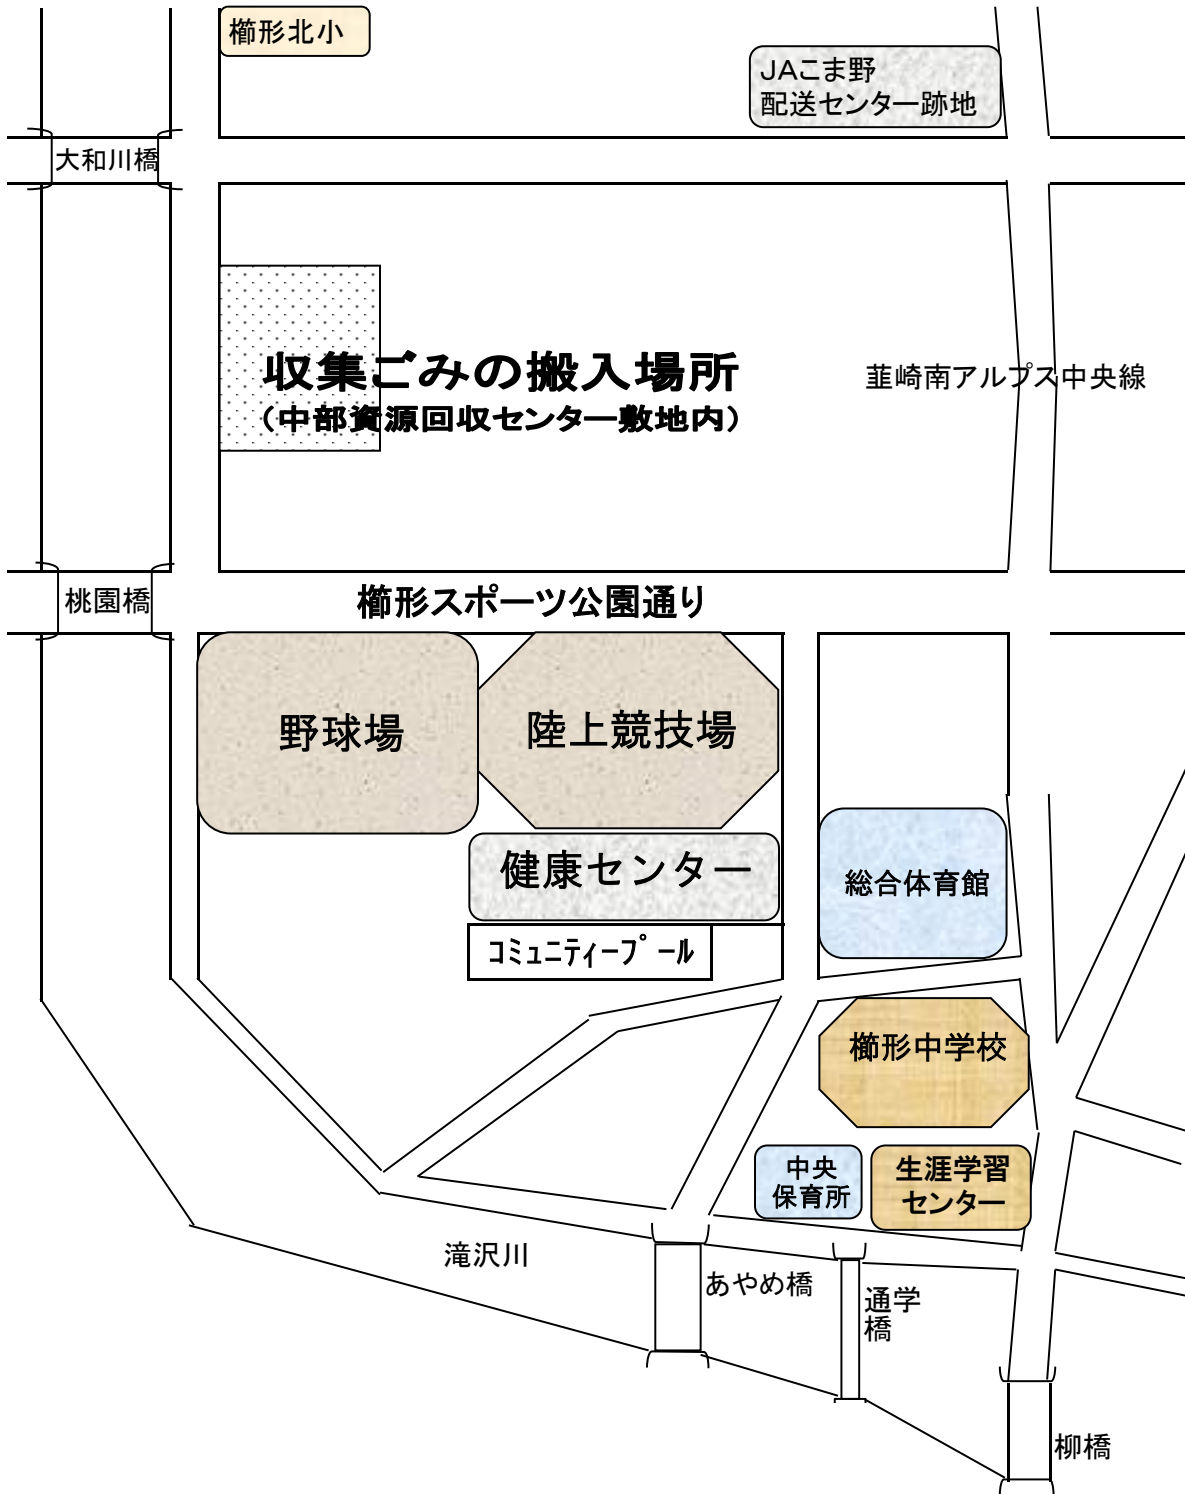 櫛形北小
JAこま野
配送センター跡地
大和川橋
収集ごみの搬入場所
（中部資源回収センター敷地内）
韮崎南アルプス中央線
桃園橋
櫛形スポーツ公園通り
野球場
陸上競技場
健康センター
総合体育館
コミュニティープール
櫛形中学校
中央
保育所
生涯学習
センター
滝沢川
あやめ橋
通学
橋
柳橋